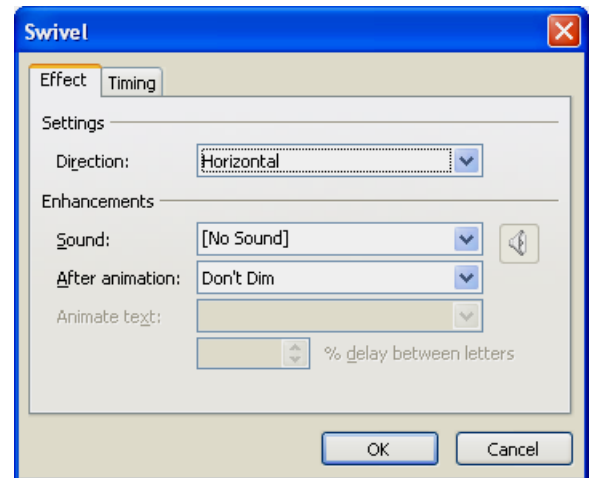 Swivel
Effect Timing
Settings
Direction: Horizontal
Enhancements
Sound: [No Sound]
After animation: Don't Dim
Animate text:
% delay between letters
OK Cancel